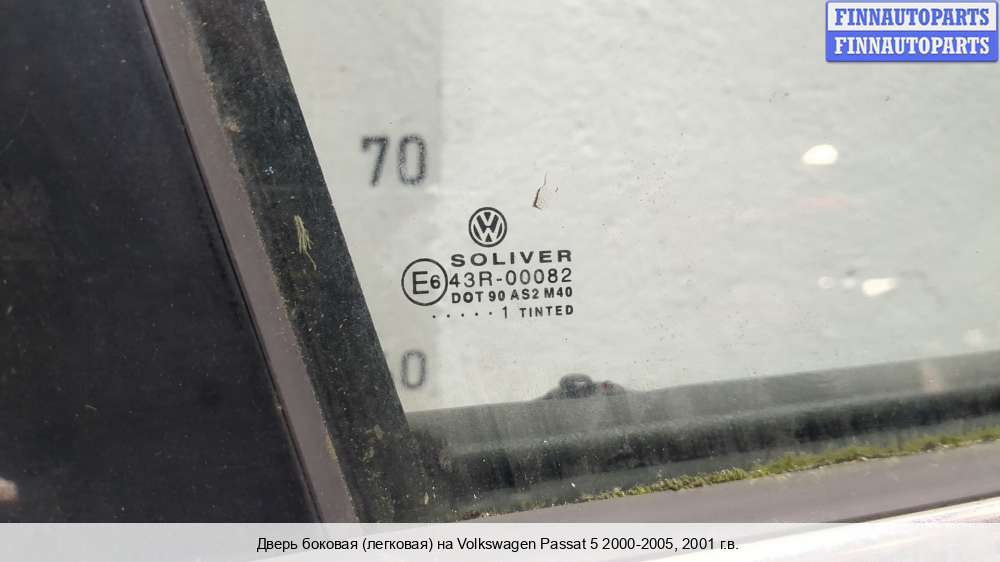 FINNAUTOPARTS
FINNAUTOPARTS
70
SOLIVER
E6 43R-00082
DOT 90 AS2 M40
· · · · · 1 TINTED
0
Дверь боковая (легковая) на Volkswagen Passat 5 2000-2005, 2001 г.в.